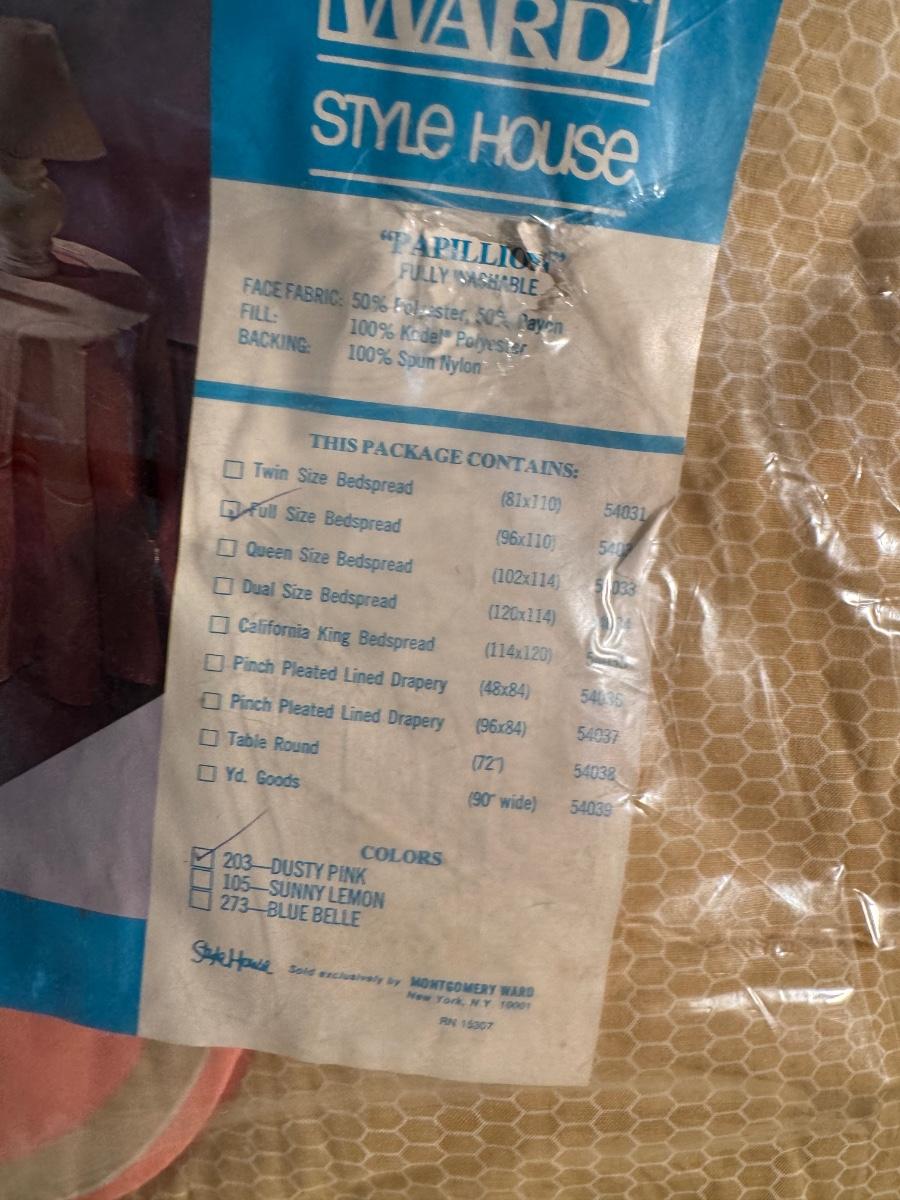 WARD
STYLE HOUSE
"PAPILLION"
FULLY WASHABLE
FACE FABRIC: 50% Polyester, 50% Rayon
FILL: 100% Kodel Polyester
BACKING: 100% Spun Nylon
THIS PACKAGE CONTAINS:
☐ Twin Size Bedspread (81x110) 54031
☑ Full Size Bedspread (96x110)
☐ Queen Size Bedspread (102x114) 54033
☐ Dual Size Bedspread (120x114)
☐ California King Bedspread (114x120)
☐ Pinch Pleated Lined Drapery (48x84) 54036
☐ Pinch Pleated Lined Drapery (96x84) 54037
☐ Table Round (72") 54038
☐ Yd. Goods (90" wide) 54039
COLORS
☑ 203—DUSTY PINK
☐ 105—SUNNY LEMON
☐ 273—BLUE BELLE
Style House Sold exclusively by MONTGOMERY WARD
New York, N.Y. 10001
RN 15307